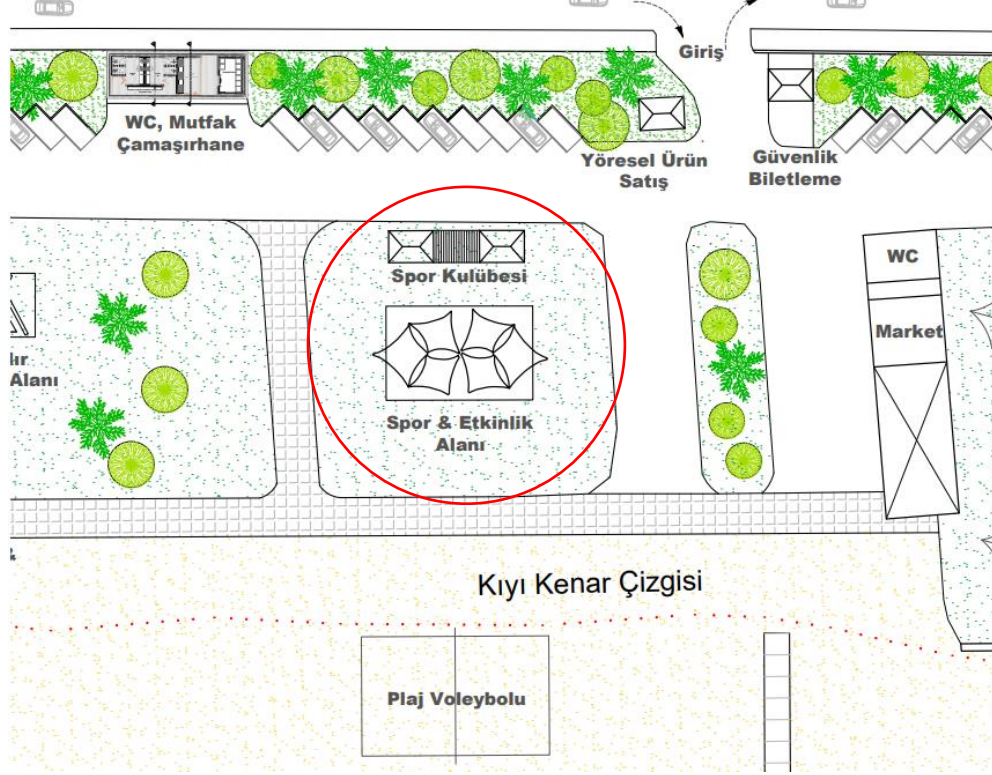 Giriş
WC, Mutfak
Çamaşırhane
Yöresel Ürün
Satış
Güvenlik
Biletleme
Spor Kulübesi
WC
Market
Alanı
Spor & Etkinlik
Alanı
Kıyı Kenar Çizgisi
Plaj Voleybolu